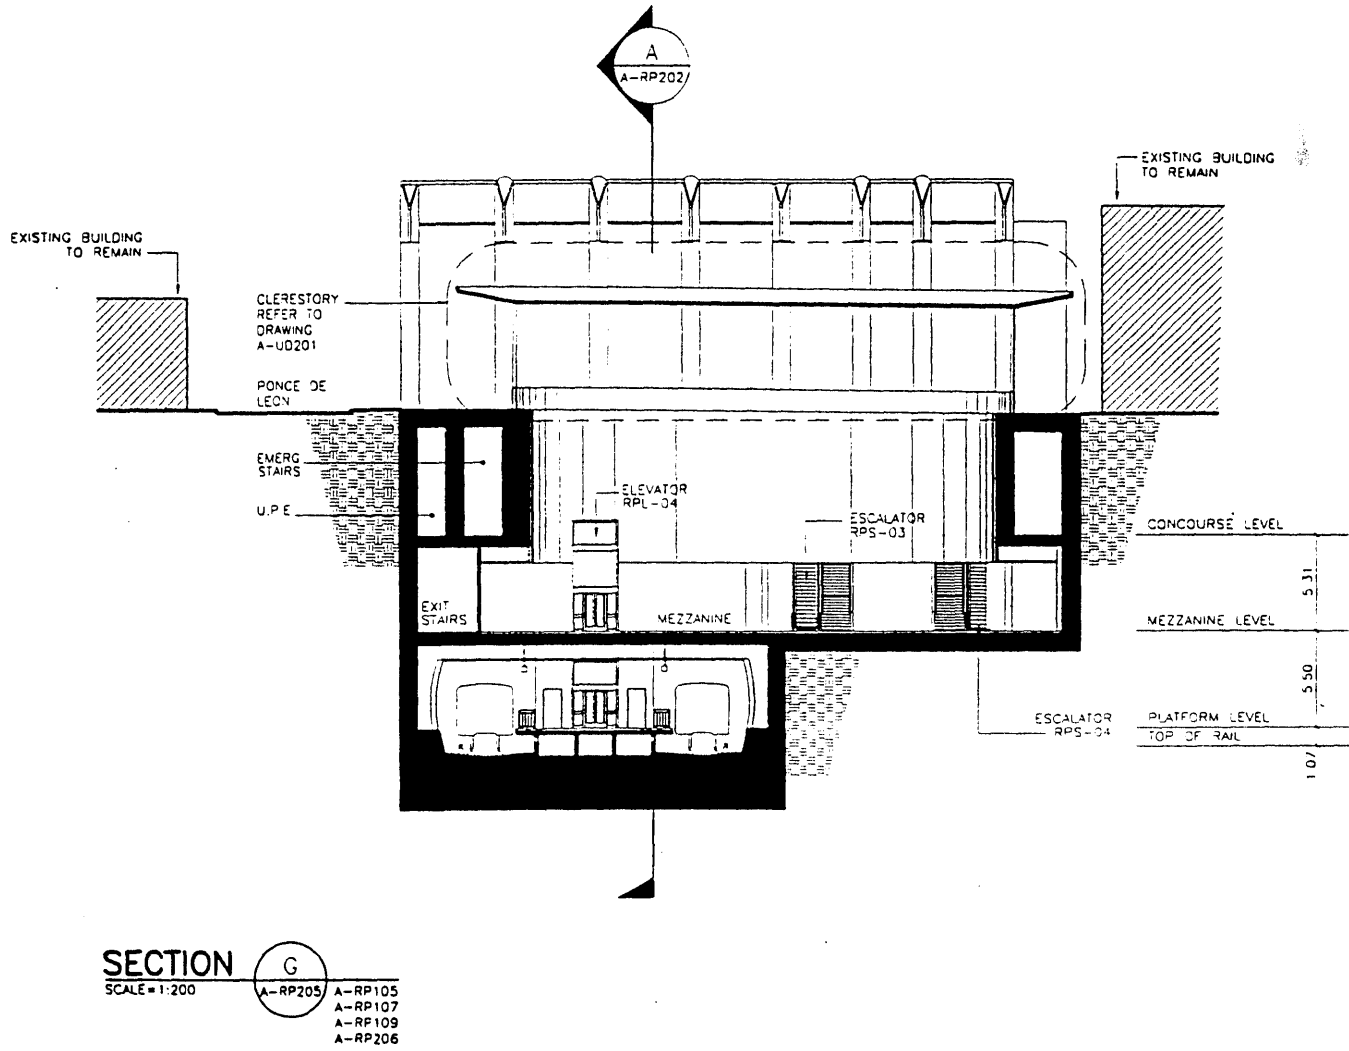 A
A-RP202
EXISTING BUILDING
TO REMAIN
EXISTING BUILDING
TO REMAIN
CLERESTORY
REFER TO
DRAWING
A-UD201
PONCE DE
LEON
EMERG
STAIRS
U.P.E
ELEVATOR
RPL-04
ESCALATOR
RPS-03
CONCOURSE LEVEL
5.31
EXIT
STAIRS
MEZZANINE
MEZZANINE LEVEL
5.50
ESCALATOR
RPS-04
PLATFORM LEVEL
TOP OF RAIL
1.07
SECTION
SCALE=1:200
G
A-RP205
A-RP105
A-RP107
A-RP109
A-RP206